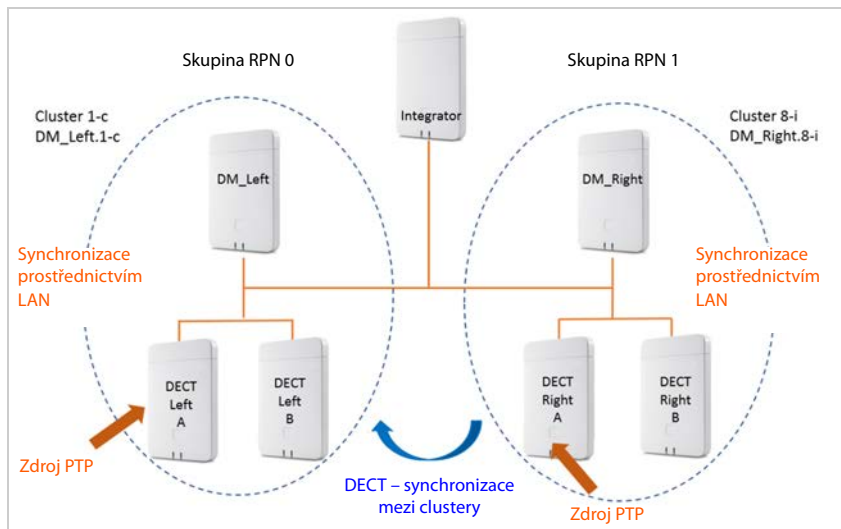 Skupina RPN 0
Skupina RPN 1
Integrator
Cluster 1-c
DM_Left.1-c
Cluster 8-i
DM_Right.8-i
DM_Left
DM_Right
Synchronizace
prostřednictvím
LAN
Synchronizace
prostřednictvím
LAN
DECT
Left
A
DECT
Left
B
DECT
Right
A
DECT
Right
B
Zdroj PTP
DECT – synchronizace
mezi clustery
Zdroj PTP